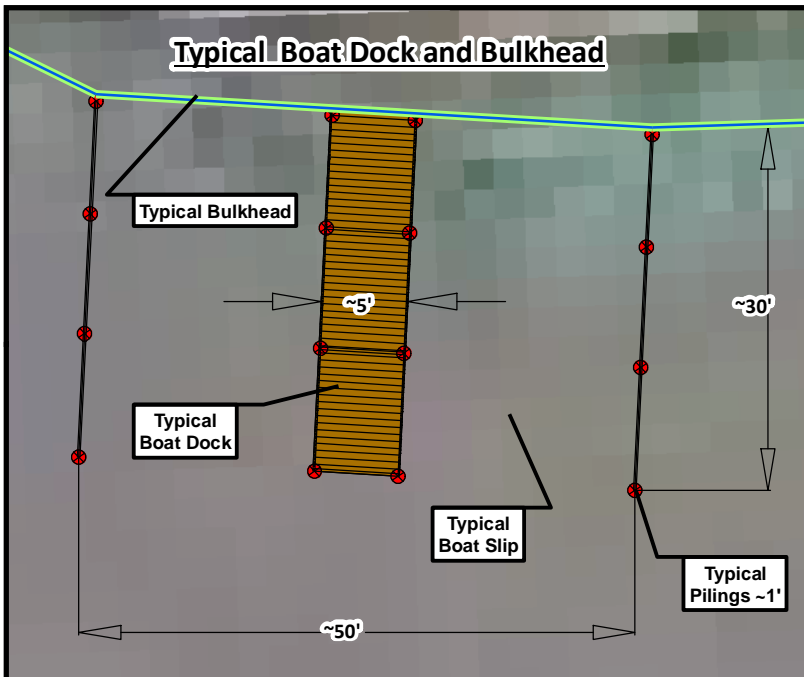 Typical Boat Dock and Bulkhead
Typical Bulkhead
~5'
~30'
Typical
Boat Dock
Typical
Boat Slip
Typical
Pilings ~1'
~50'